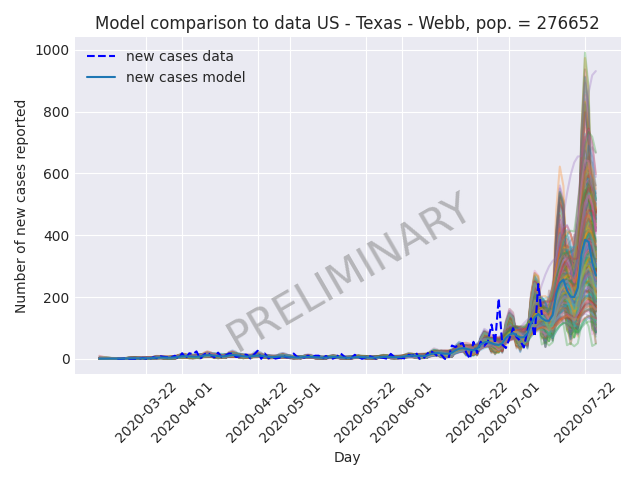 Model comparison to data US - Texas - Webb, pop. = 276652
new cases data
new cases model
Number of new cases reported
1000
800
600
400
200
0
PRELIMINARY
2020-03-22
2020-04-01
2020-04-22
2020-05-01
2020-05-22
2020-06-01
2020-06-22
2020-07-01
2020-07-22
Day